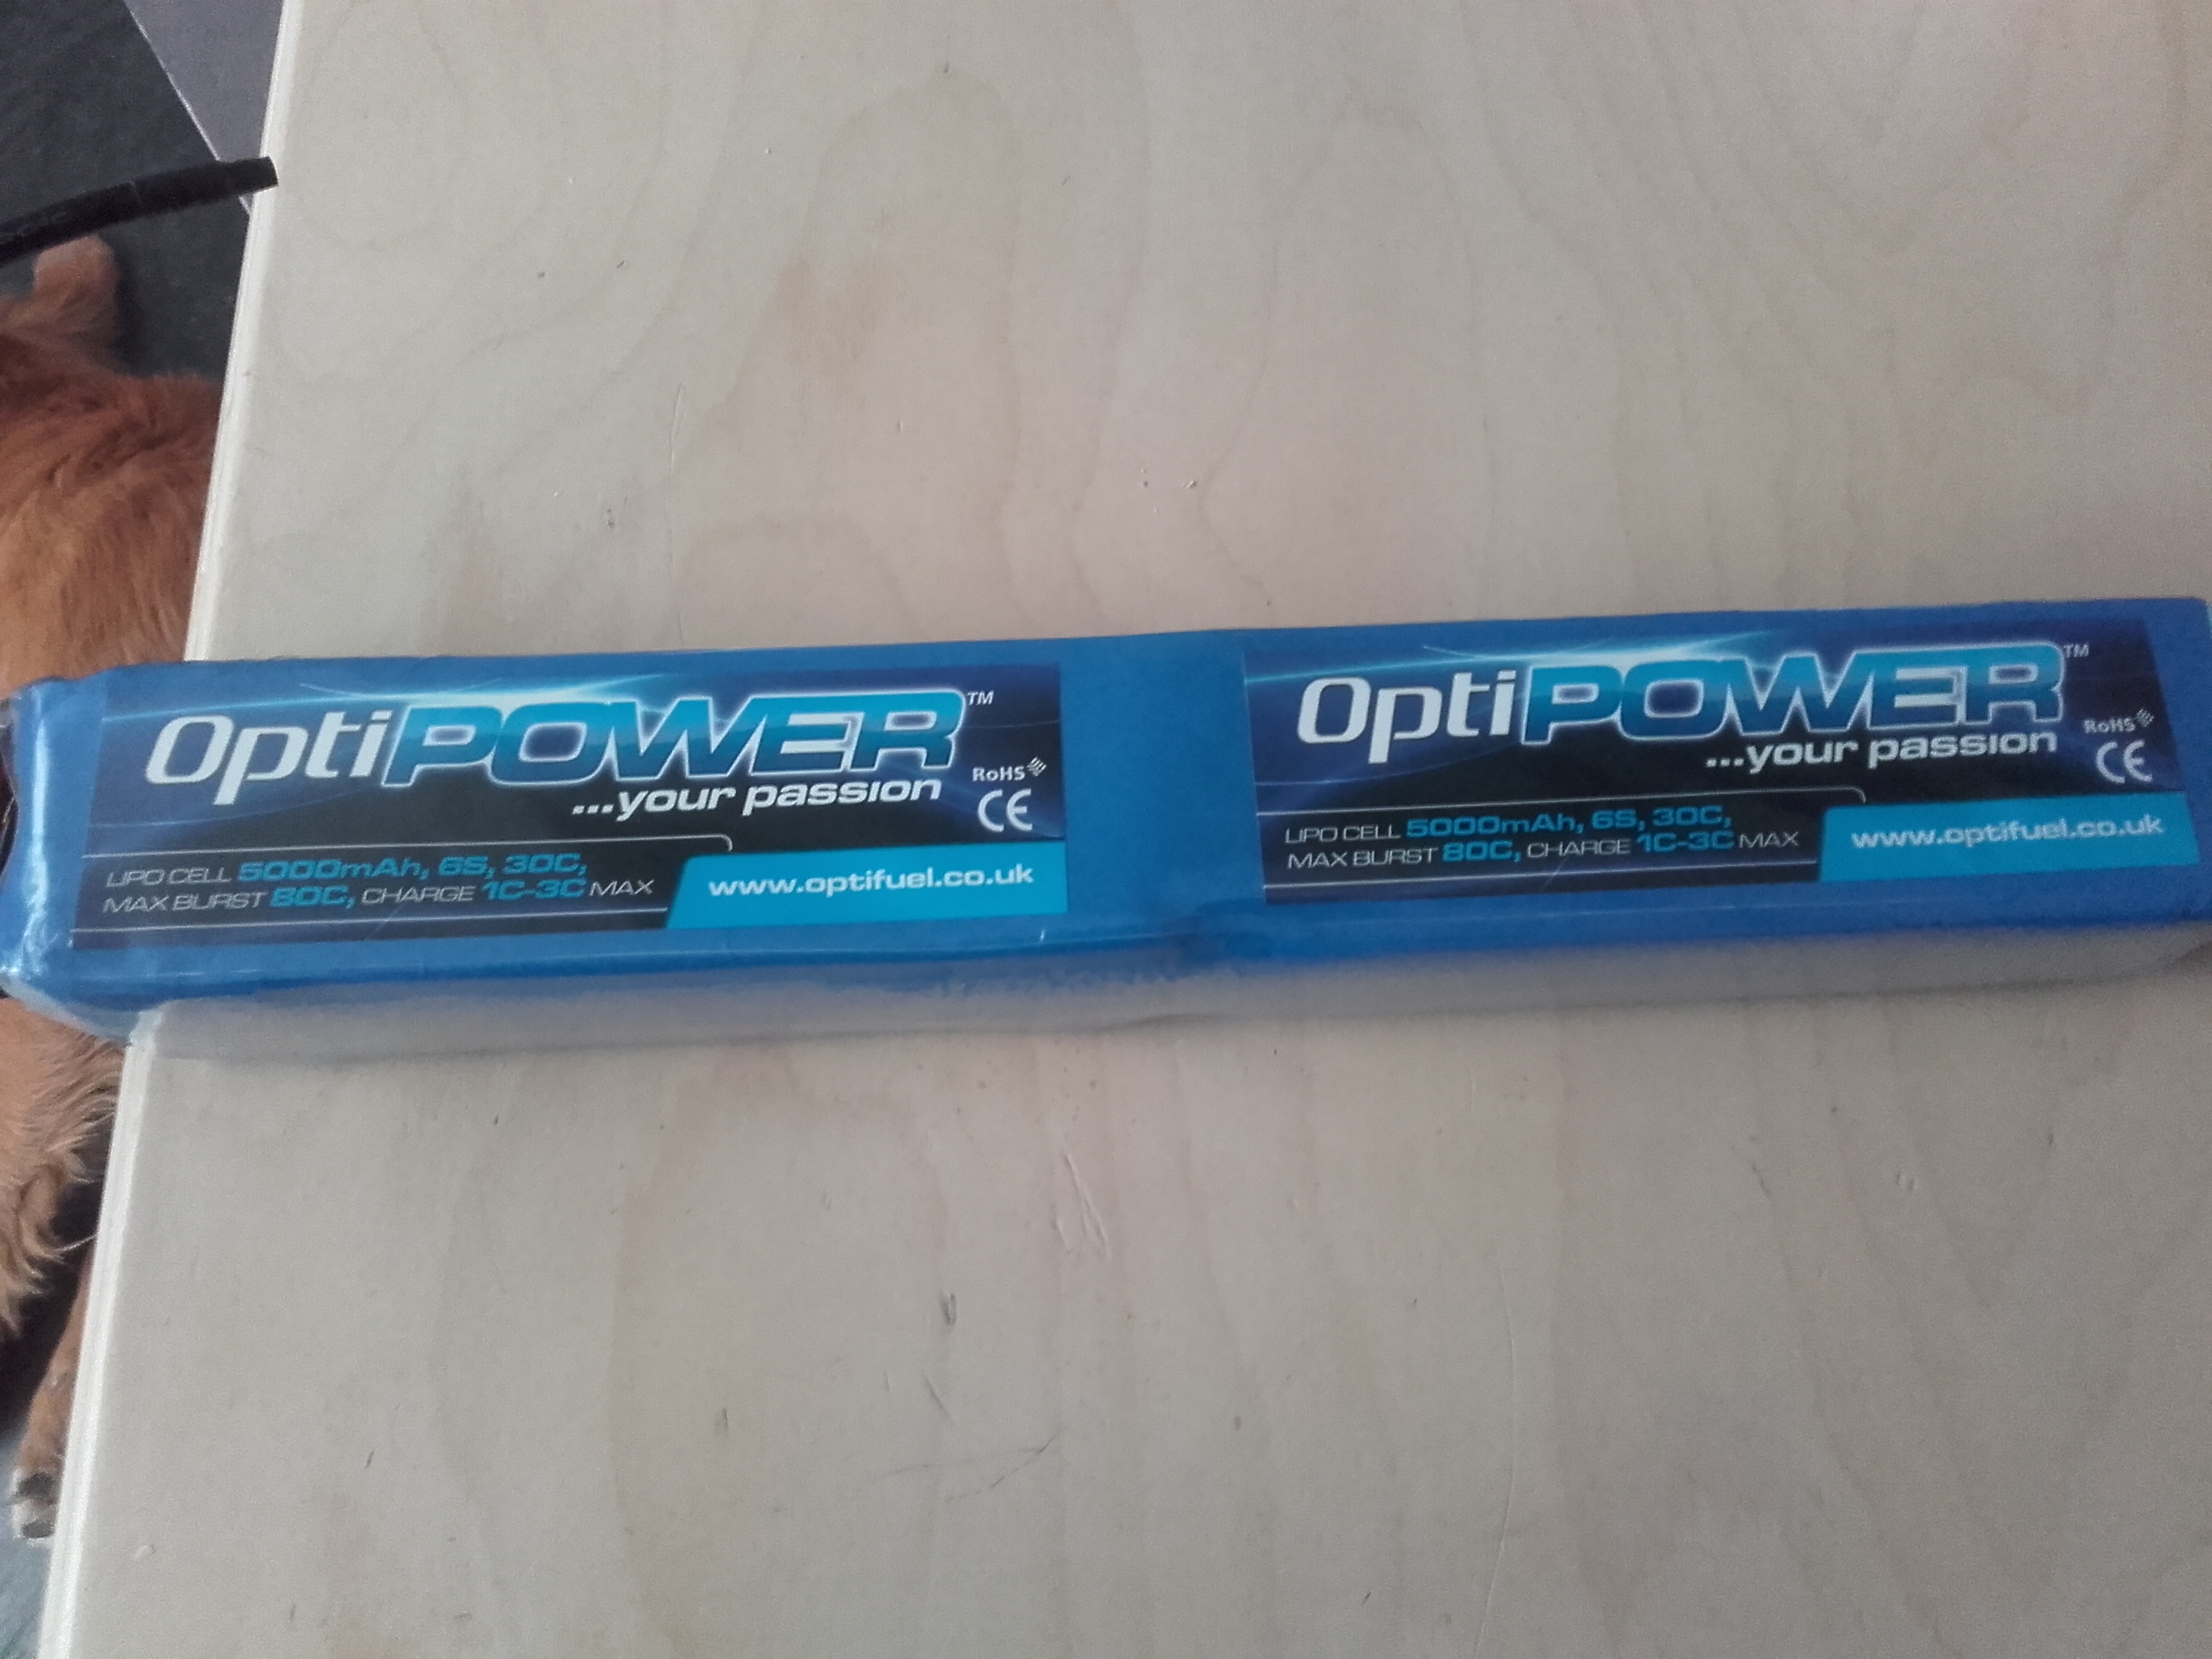 OptiPOWER™
...your passion
RoHS
CE
LIPO CELL 5000mAh, 6S, 30C,
MAX BURST 80C, CHARGE 1C-3C MAX
www.optifuel.co.uk
OptiPOWER™
...your passion
RoHS
CE
LIPO CELL 5000mAh, 6S, 30C,
MAX BURST 80C, CHARGE 1C-3C MAX
www.optifuel.co.uk